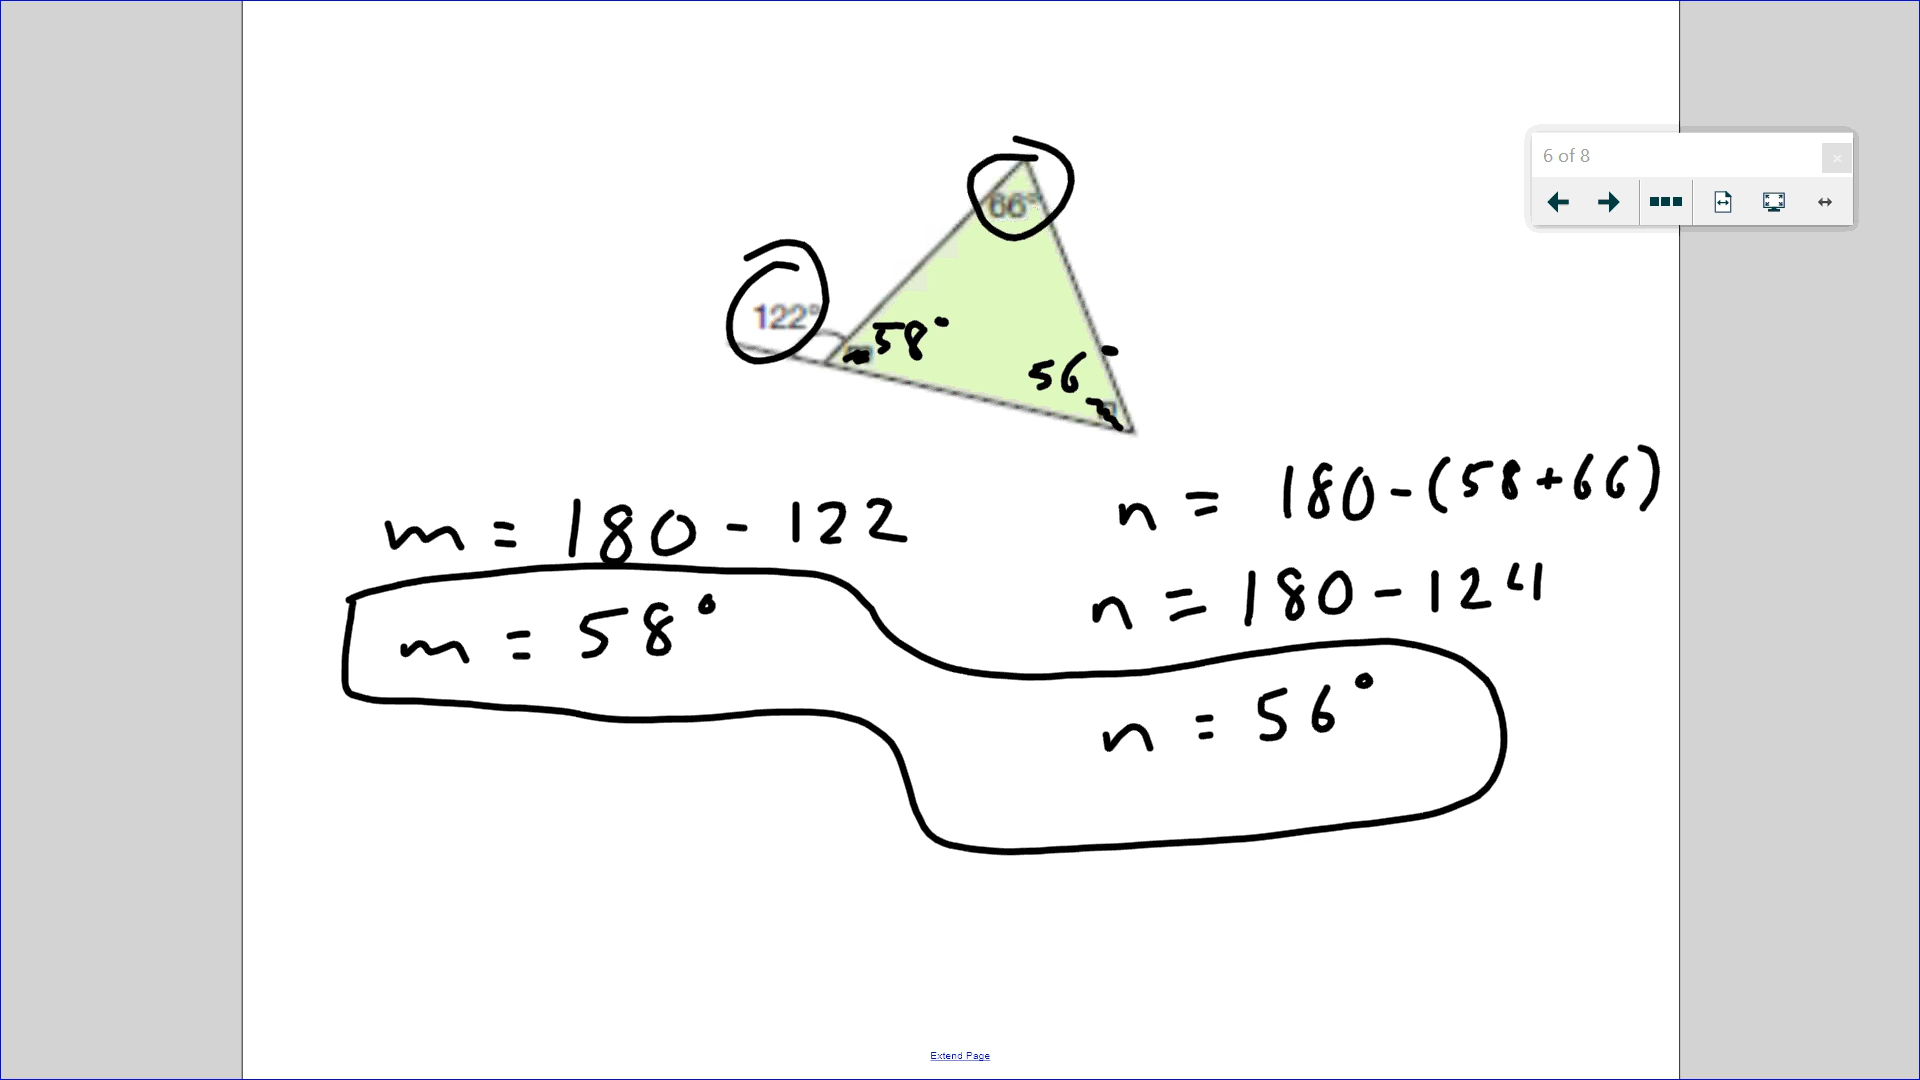 6 of 8
66°
122°
58°
56
m = 180 - 122
m = 58°
n = 180 - (58 + 66)
n = 180 - 124
n = 56°
Extend Page